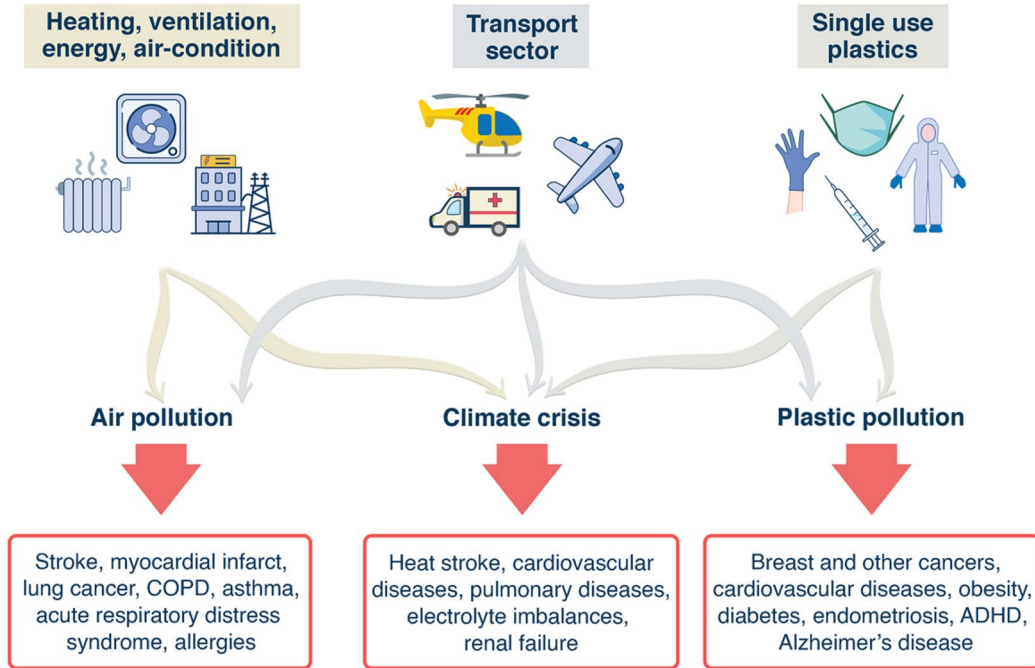 Heating, ventilation,
energy, air-condition
Transport
sector
Single use
plastics
Air pollution
Climate crisis
Plastic pollution
Stroke, myocardial infarct,
lung cancer, COPD, asthma,
acute respiratory distress
syndrome, allergies
Heat stroke, cardiovascular
diseases, pulmonary diseases,
electrolyte imbalances,
renal failure
Breast and other cancers,
cardiovascular diseases, obesity,
diabetes, endometriosis, ADHD,
Alzheimer’s disease